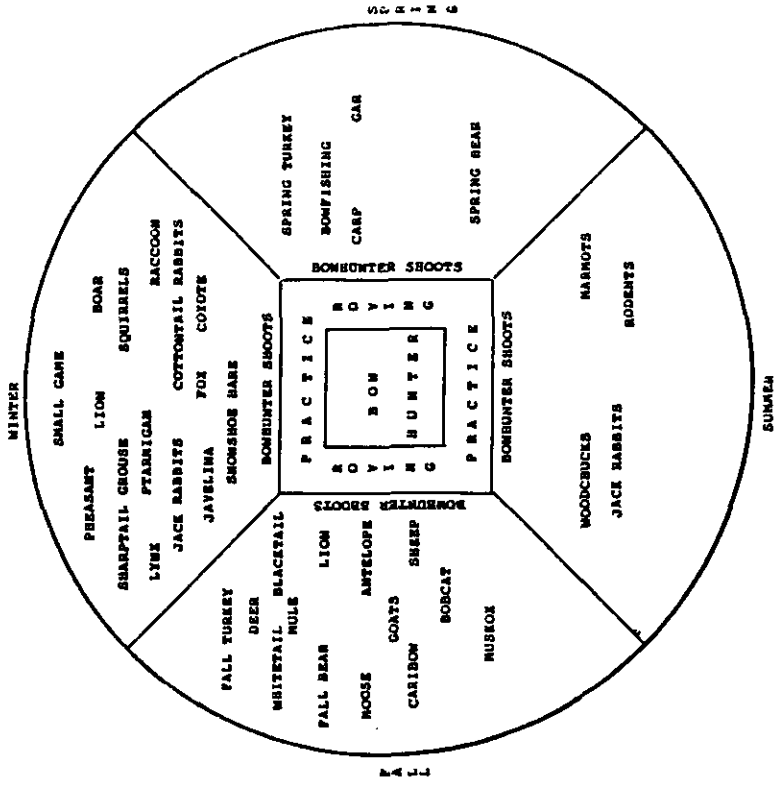 WINTER
SMALL GAME
PHEASANT
LION
BOAR
SHARPTAIL GROUSE
SQUIRRELS
PTARMIGAN
LYNX
RACCOON
JACK RABBITS
COTTONTAIL RABBITS
JAVELINA
FOX
COYOTE
SNOWSHOE HARE
BOWHUNTER SHOOTS
SPRING
SPRING TURKEY
BOWFISHING
CARP GAR
SPRING BEAR
BOWHUNTER SHOOTS
SUMMER
WOODCHUCKS
MARMOTS
JACK RABBITS
RODENTS
BOWHUNTER SHOOTS
FALL
FALL TURKEY
DEER
WHITETAIL BLACKTAIL
MULE
FALL BEAR LION
MOOSE ANTELOPE
GOATS
CARIBOU SHEEP
BOBCAT
MUSKOX
BOWHUNTER SHOOTS
PRACTICE
ROVING
ROVING
PRACTICE
BOW
HUNTER